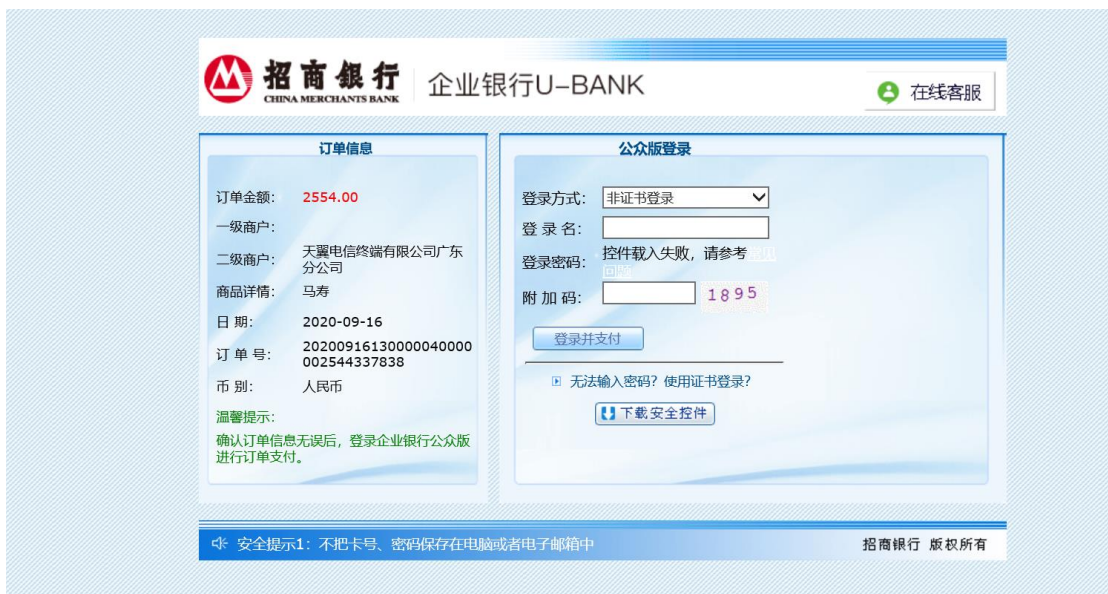 招商银行
CHINA MERCHANTS BANK
企业银行U-BANK
在线客服
订单信息
订单金额: 2554.00
一级商户:
二级商户: 天翼电信终端有限公司广东
分公司
商品详情: 马寿
日 期: 2020-09-16
订 单 号: 20200916130000040000
002544337838
币 别: 人民币
温馨提示:
确认订单信息无误后，登录企业银行公众版
进行订单支付。
公众版登录
登录方式: 非证书登录
登 录 名:
登录密码: 控件载入失败，请参考常见
问题
附 加 码: 1895
登录并支付
无法输入密码? 使用证书登录?
下载安全控件
安全提示1: 不把卡号、密码保存在电脑或者电子邮箱中
招商银行 版权所有